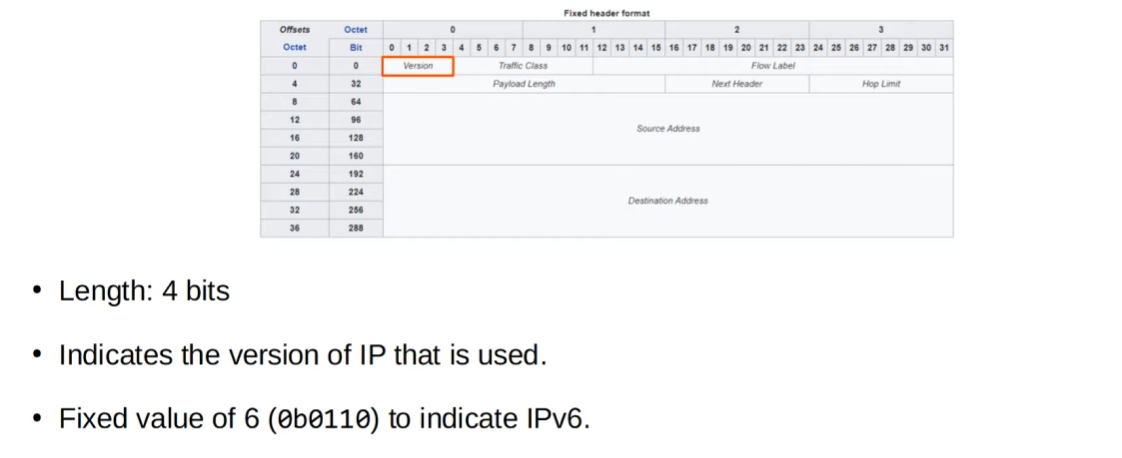 Fixed header format
Offsets Octet 0 1 2 3
Octet Bit 0 1 2 3 4 5 6 7 8 9 10 11 12 13 14 15 16 17 18 19 20 21 22 23 24 25 26 27 28 29 30 31
0 0 Version Traffic Class Flow Label
4 32 Payload Length Next Header Hop Limit
8 64
12 96
Source Address
16 128
20 160
24 192
28 224
Destination Address
32 256
36 288
• Length: 4 bits
• Indicates the version of IP that is used.
• Fixed value of 6 (0b0110) to indicate IPv6.